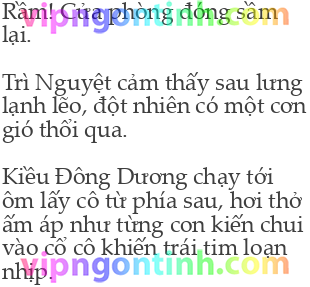 Rầm! Cửa phòng đóng sầm
lại.
Trì Nguyệt cảm thấy sau lưng
lạnh lẽo, đột nhiên có một cơn
gió thổi qua.
Kiều Đông Dương chạy tới
ôm lấy cô từ phía sau, hơi thở
ấm áp như từng con kiến chui
vào cổ cô khiến trái tim loạn
nhịp.
vipngontinh.com
vipngontinh.com